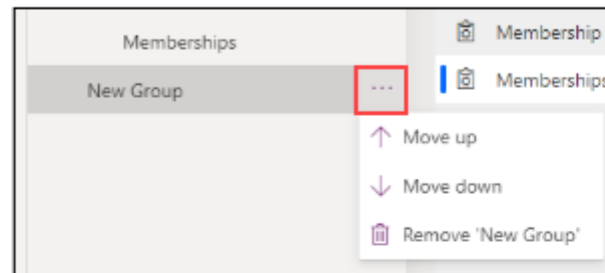 Memberships
Membership
New Group
...
Memberships
Move up
Move down
Remove 'New Group'